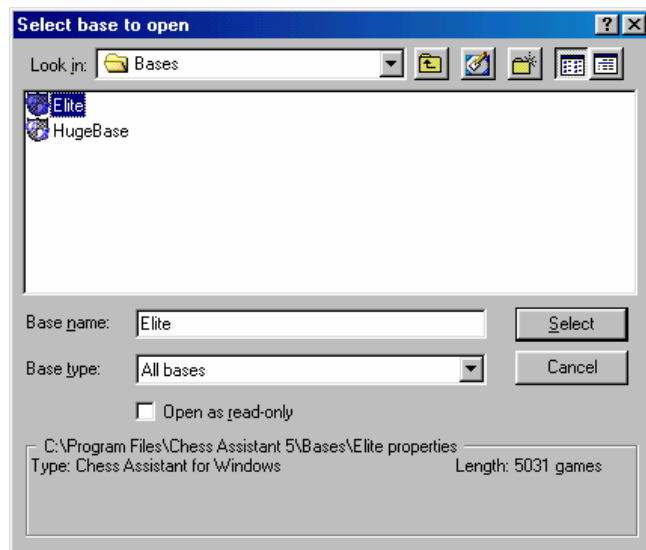 Select base to open
Look in: Bases
Elite
HugeBase
Base name: Elite Select
Base type: All bases Cancel
Open as read-only
C:\Program Files\Chess Assistant 5\Bases\Elite properties
Type: Chess Assistant for Windows Length: 5031 games